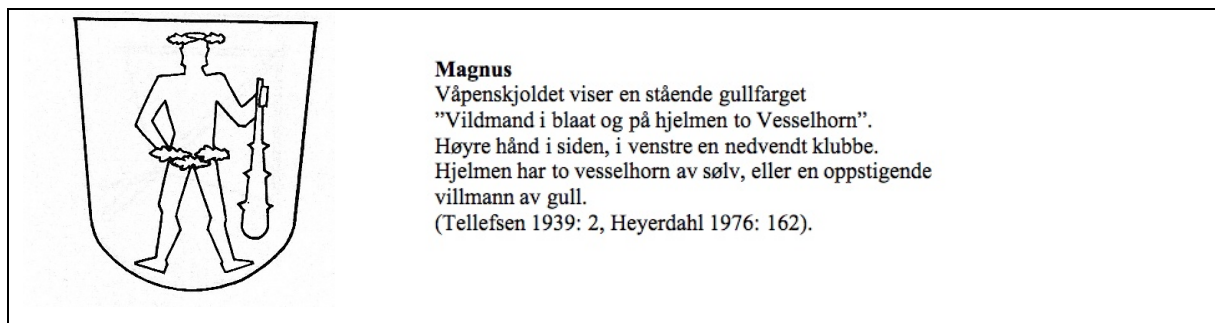 Magnus
Våpenskjoldet viser en stående gullfarget
”Vildmand i blaat og på hjelmen to Vesselhorn”.
Høyre hånd i siden, i venstre en nedvendt klubbe.
Hjelmen har to vesselhorn av sølv, eller en oppstigende
villmann av gull.
(Tellefsen 1939: 2, Heyerdahl 1976: 162).